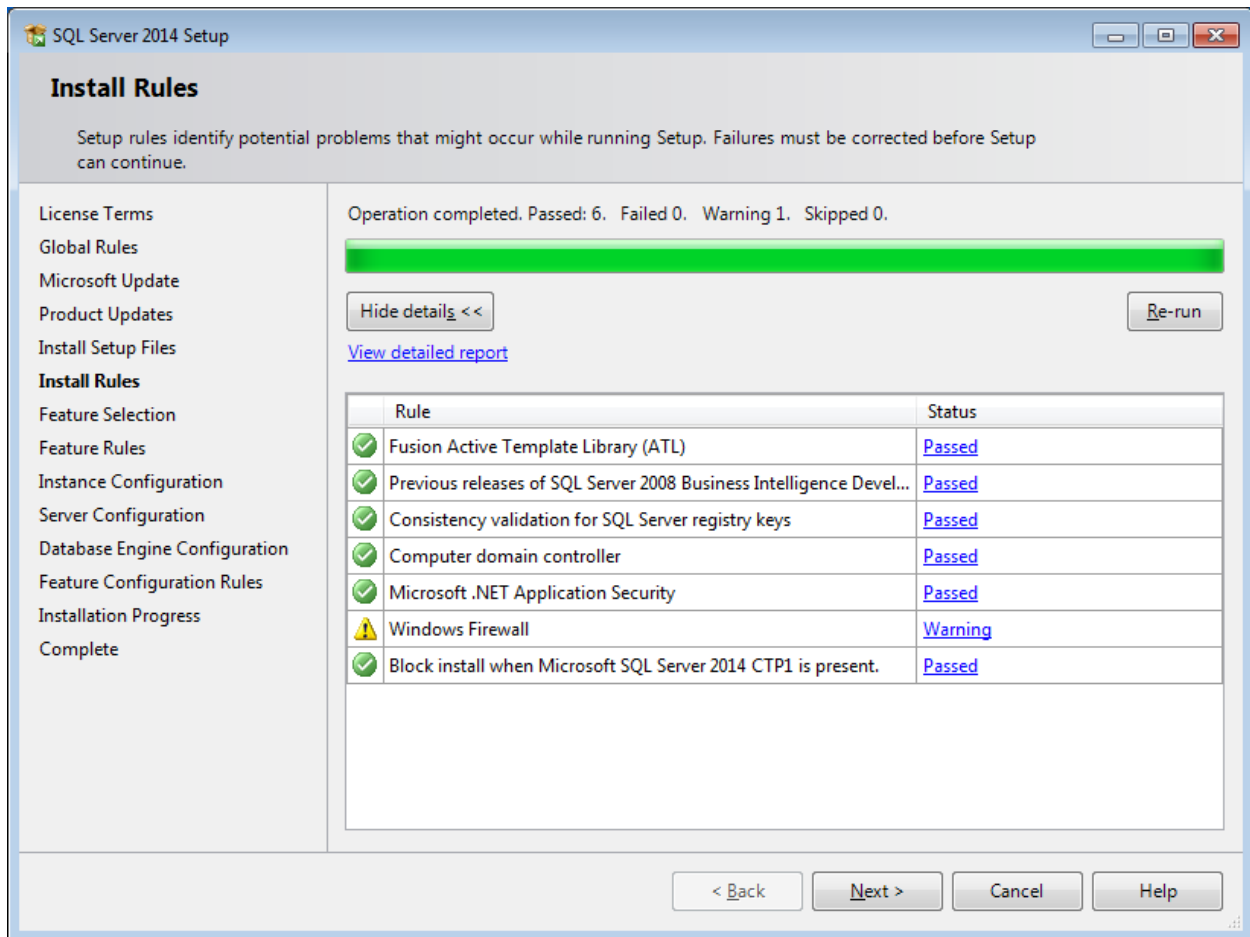 SQL Server 2014 Setup
Install Rules
Setup rules identify potential problems that might occur while running Setup. Failures must be corrected before Setup
can continue.
License Terms
Global Rules
Microsoft Update
Product Updates
Install Setup Files
Install Rules
Feature Selection
Feature Rules
Instance Configuration
Server Configuration
Database Engine Configuration
Feature Configuration Rules
Installation Progress
Complete
Operation completed. Passed: 6. Failed 0. Warning 1. Skipped 0.
Hide details << Re-run
View detailed report
Rule Status
Fusion Active Template Library (ATL) Passed
Previous releases of SQL Server 2008 Business Intelligence Devel... Passed
Consistency validation for SQL Server registry keys Passed
Computer domain controller Passed
Microsoft .NET Application Security Passed
Windows Firewall Warning
Block install when Microsoft SQL Server 2014 CTP1 is present. Passed
< Back Next > Cancel Help